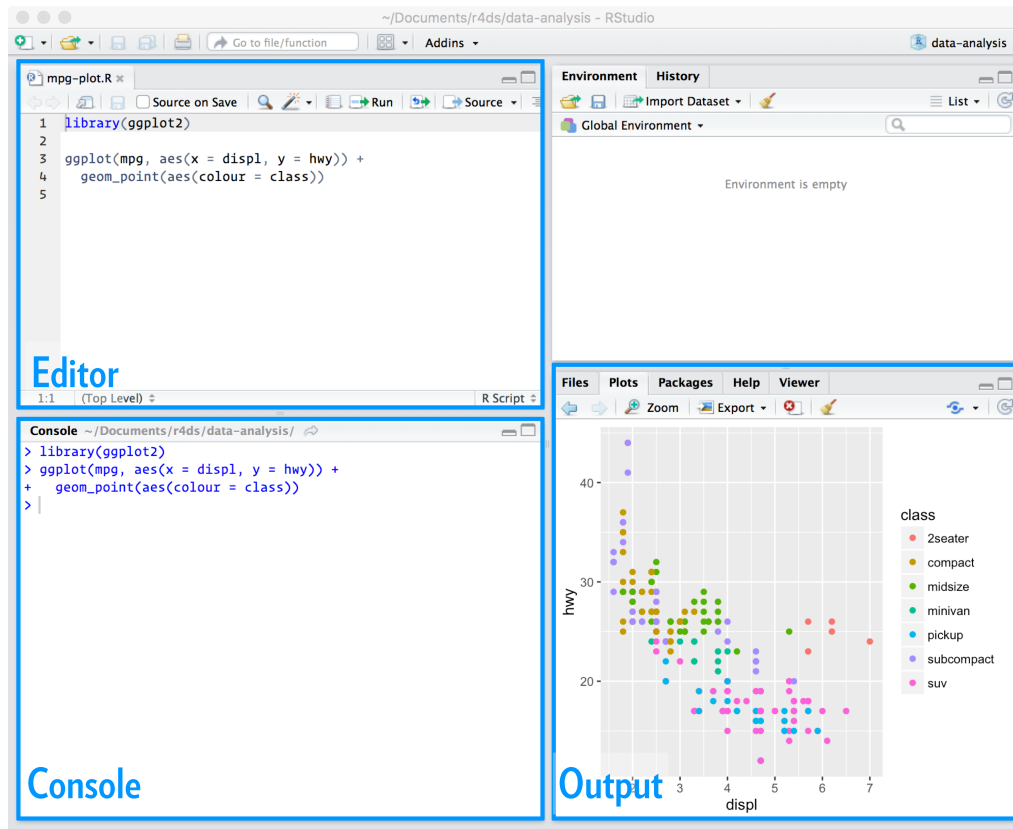 ~/Documents/r4ds/data-analysis - RStudio
Go to file/function Addins data-analysis
mpg-plot.R
Source on Save Run Source
1 library(ggplot2)
2
3 ggplot(mpg, aes(x = displ, y = hwy)) +
4   geom_point(aes(colour = class))
5
Editor
1:1 (Top Level) R Script
Console ~/Documents/r4ds/data-analysis/
> library(ggplot2)
> ggplot(mpg, aes(x = displ, y = hwy)) +
+   geom_point(aes(colour = class))
>
Console
Environment History
Import Dataset List
Global Environment
Environment is empty
Files Plots Packages Help Viewer
Zoom Export
40
30
20
hwy
3 4 5 6 7
displ
class
2seater
compact
midsize
minivan
pickup
subcompact
suv
Output